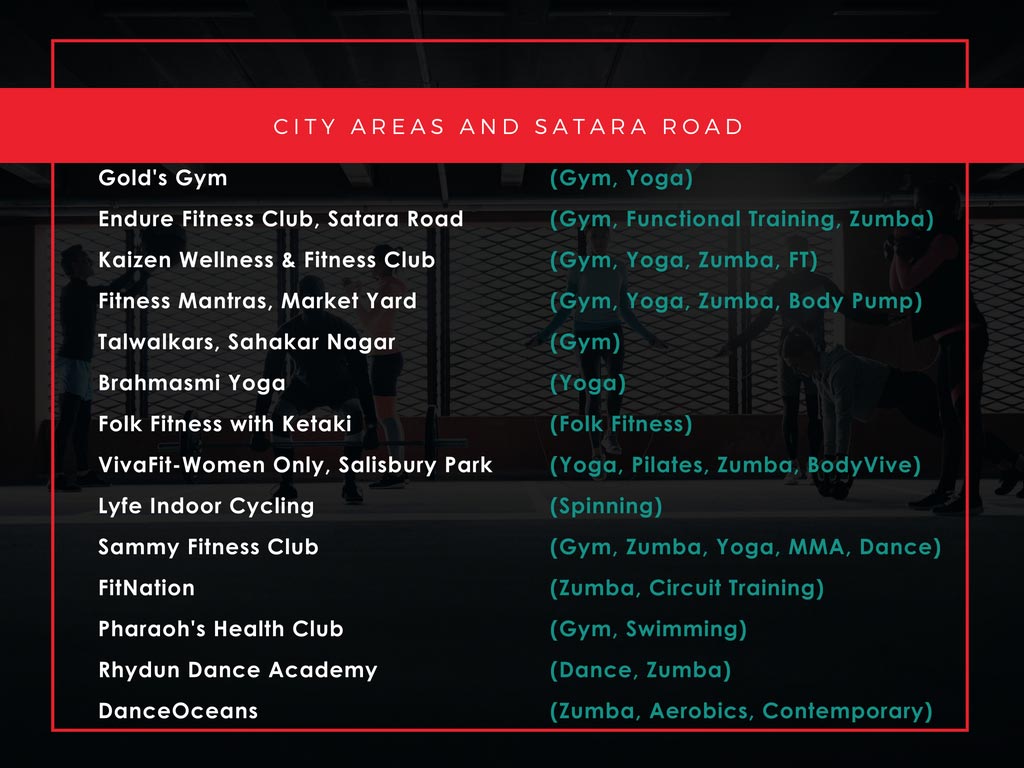 CITY AREAS AND SATARA ROAD
Gold's Gym (Gym, Yoga)
Endure Fitness Club, Satara Road (Gym, Functional Training, Zumba)
Kaizen Wellness & Fitness Club (Gym, Yoga, Zumba, FT)
Fitness Mantras, Market Yard (Gym, Yoga, Zumba, Body Pump)
Talwalkars, Sahakar Nagar (Gym)
Brahmasmi Yoga (Yoga)
Folk Fitness with Ketaki (Folk Fitness)
VivaFit-Women Only, Salisbury Park (Yoga, Pilates, Zumba, BodyVive)
Lyfe Indoor Cycling (Spinning)
Sammy Fitness Club (Gym, Zumba, Yoga, MMA, Dance)
FitNation (Zumba, Circuit Training)
Pharaoh's Health Club (Gym, Swimming)
Rhydun Dance Academy (Dance, Zumba)
DanceOceans (Zumba, Aerobics, Contemporary)